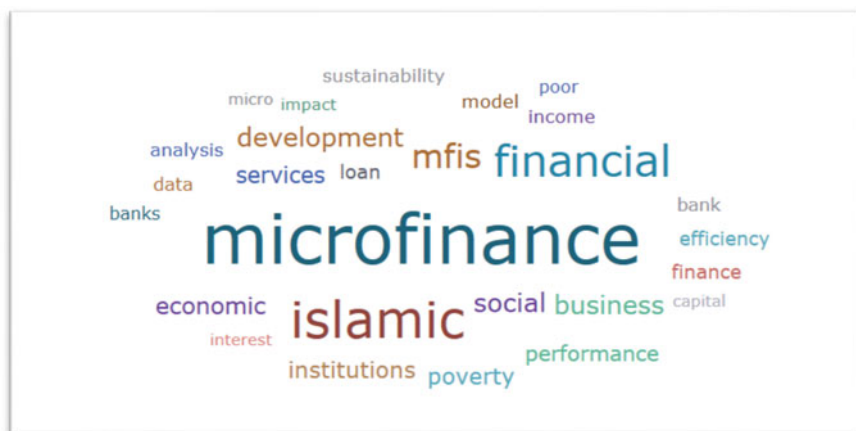 sustainability
poor
micro impact
model
income
development
mfis financial
analysis
services loan
data
banks
bank
microfinance
efficiency
finance
economic
islamic social business capital
interest
performance
institutions poverty